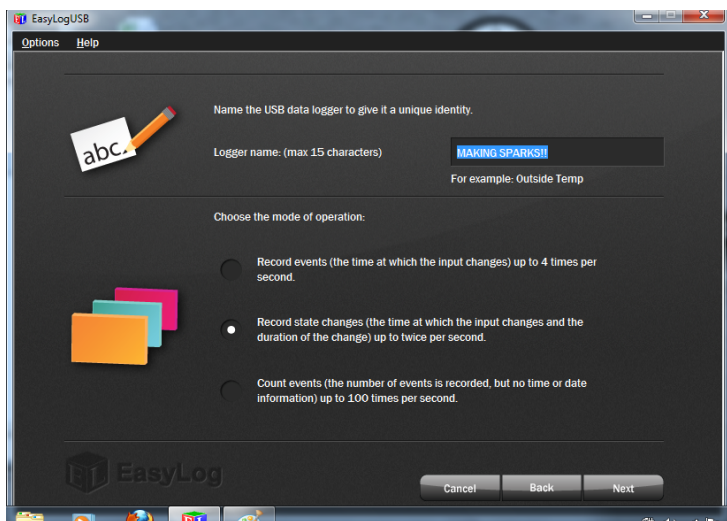 EasyLogUSB
Options Help
Name the USB data logger to give it a unique identity.
abc.
Logger name: (max 15 characters)
MAKING SPARKS!!
For example: Outside Temp
Choose the mode of operation:
Record events (the time at which the input changes) up to 4 times per
second.
Record state changes (the time at which the input changes and the
duration of the change) up to twice per second.
Count events (the number of events is recorded, but no time or date
information) up to 100 times per second.
EL EasyLog
Cancel Back Next